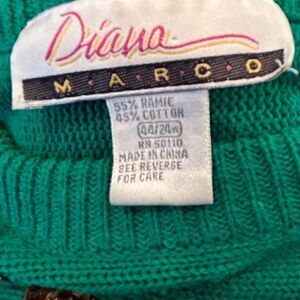 Diana
M·A·R·C·O
55% RAMIE
45% COTTON
44/24W
RN 50110
MADE IN CHINA
SEE REVERSE
FOR CARE